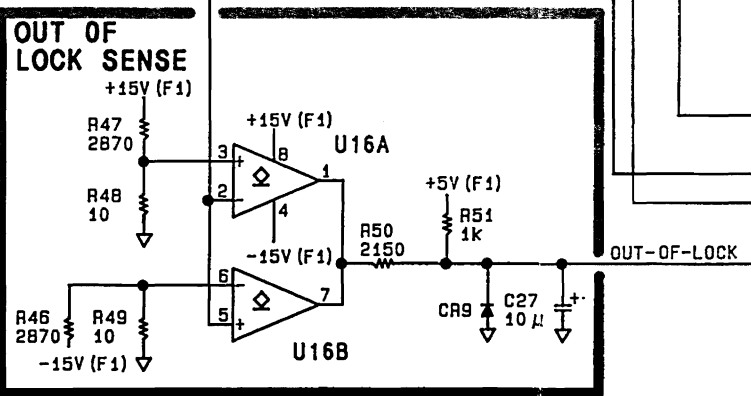 OUT OF
LOCK SENSE
+15V (F1)
R47
2870
+15V (F1)
U16A
3
+
8
1
2
-
4
R48
10
-15V (F1)
+5V (F1)
R51
1K
R50
2150
OUT-OF-LOCK
6
-
7
5
+
R46
2870
R49
10
-15V (F1)
U16B
CR9
C27
10 μ
+